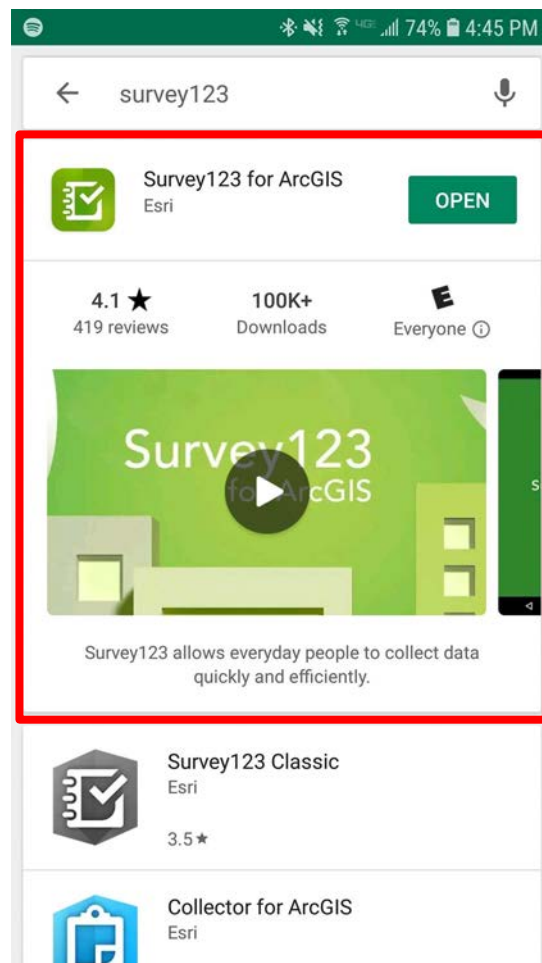 74% 4:45 PM
survey123
Survey123 for ArcGIS
Esri
OPEN
4.1 ★
419 reviews
100K+
Downloads
E
Everyone
Survey123
for ArcGIS
S
Survey123 allows everyday people to collect data
quickly and efficiently.
Survey123 Classic
Esri
3.5★
Collector for ArcGIS
Esri